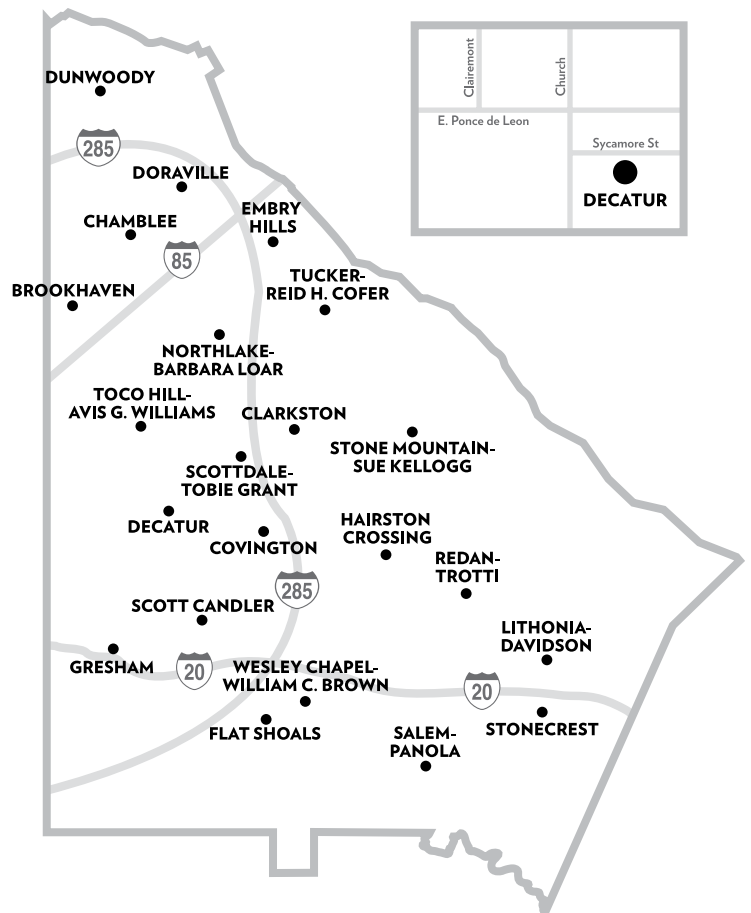 DUNWOODY
285
DORAVILLE
CHAMBLEE
EMBRY
HILLS
85
BROOKHAVEN
TUCKER-
REID H. COFER
NORTHLAKE-
BARBARA LOAR
TOCO HILL-
AVIS G. WILLIAMS
CLARKSTON
STONE MOUNTAIN-
SUE KELLOGG
SCOTTDALE-
TOBIE GRANT
DECATUR
COVINGTON
HAIRSTON
CROSSING
REDAN-
TROTTI
285
SCOTT CANDLER
LITHONIA-
DAVIDSON
GRESHAM
20
WESLEY CHAPEL-
WILLIAM C. BROWN
20
FLAT SHOALS
SALEM-
PANOLA
STONECREST
Clairemont
Church
E. Ponce de Leon
Sycamore St
DECATUR